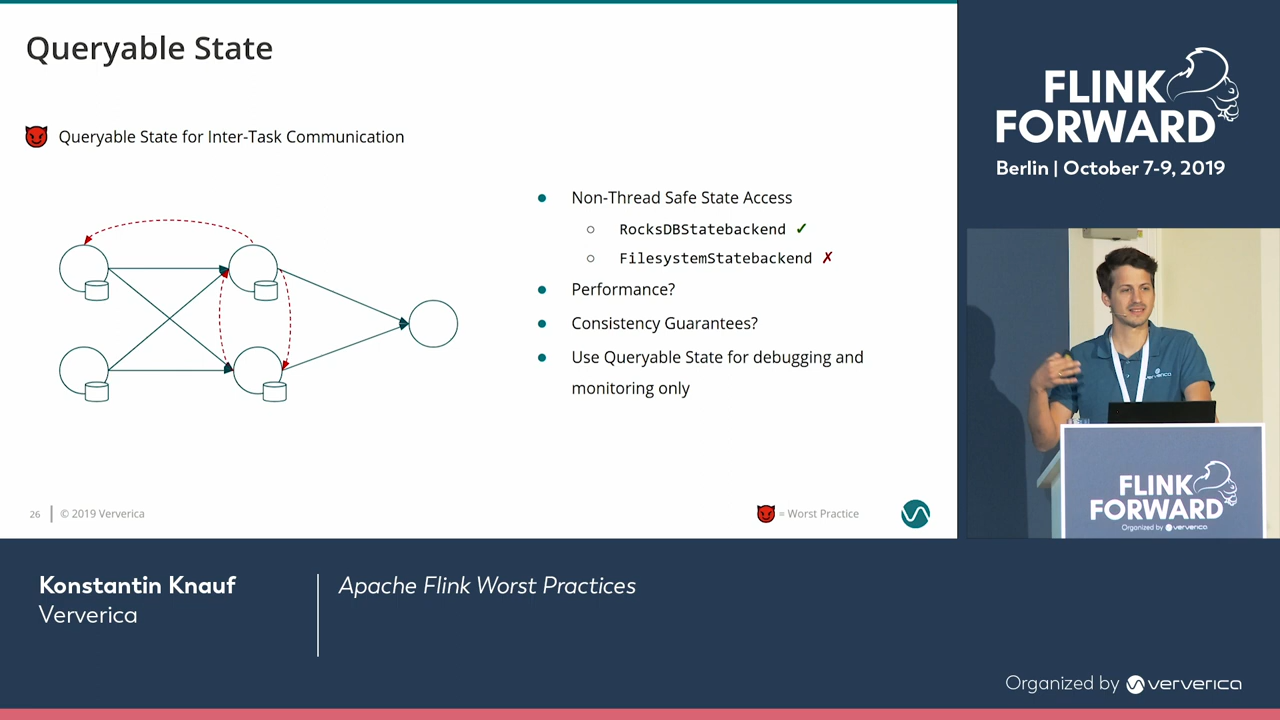 Queryable State
Queryable State for Inter-Task Communication
● Non-Thread Safe State Access
○ RocksDBStatebackend ✓
○ FilesystemStatebackend ✗
● Performance?
● Consistency Guarantees?
● Use Queryable State for debugging and
monitoring only
26 | © 2019 Ververica
= Worst Practice
FLINK
FORWARD
Berlin | October 7-9, 2019
ververica
FLINK
FORWARD
Organized by ververica
Konstantin Knauf
Ververica
Apache Flink Worst Practices
Organized by ververica